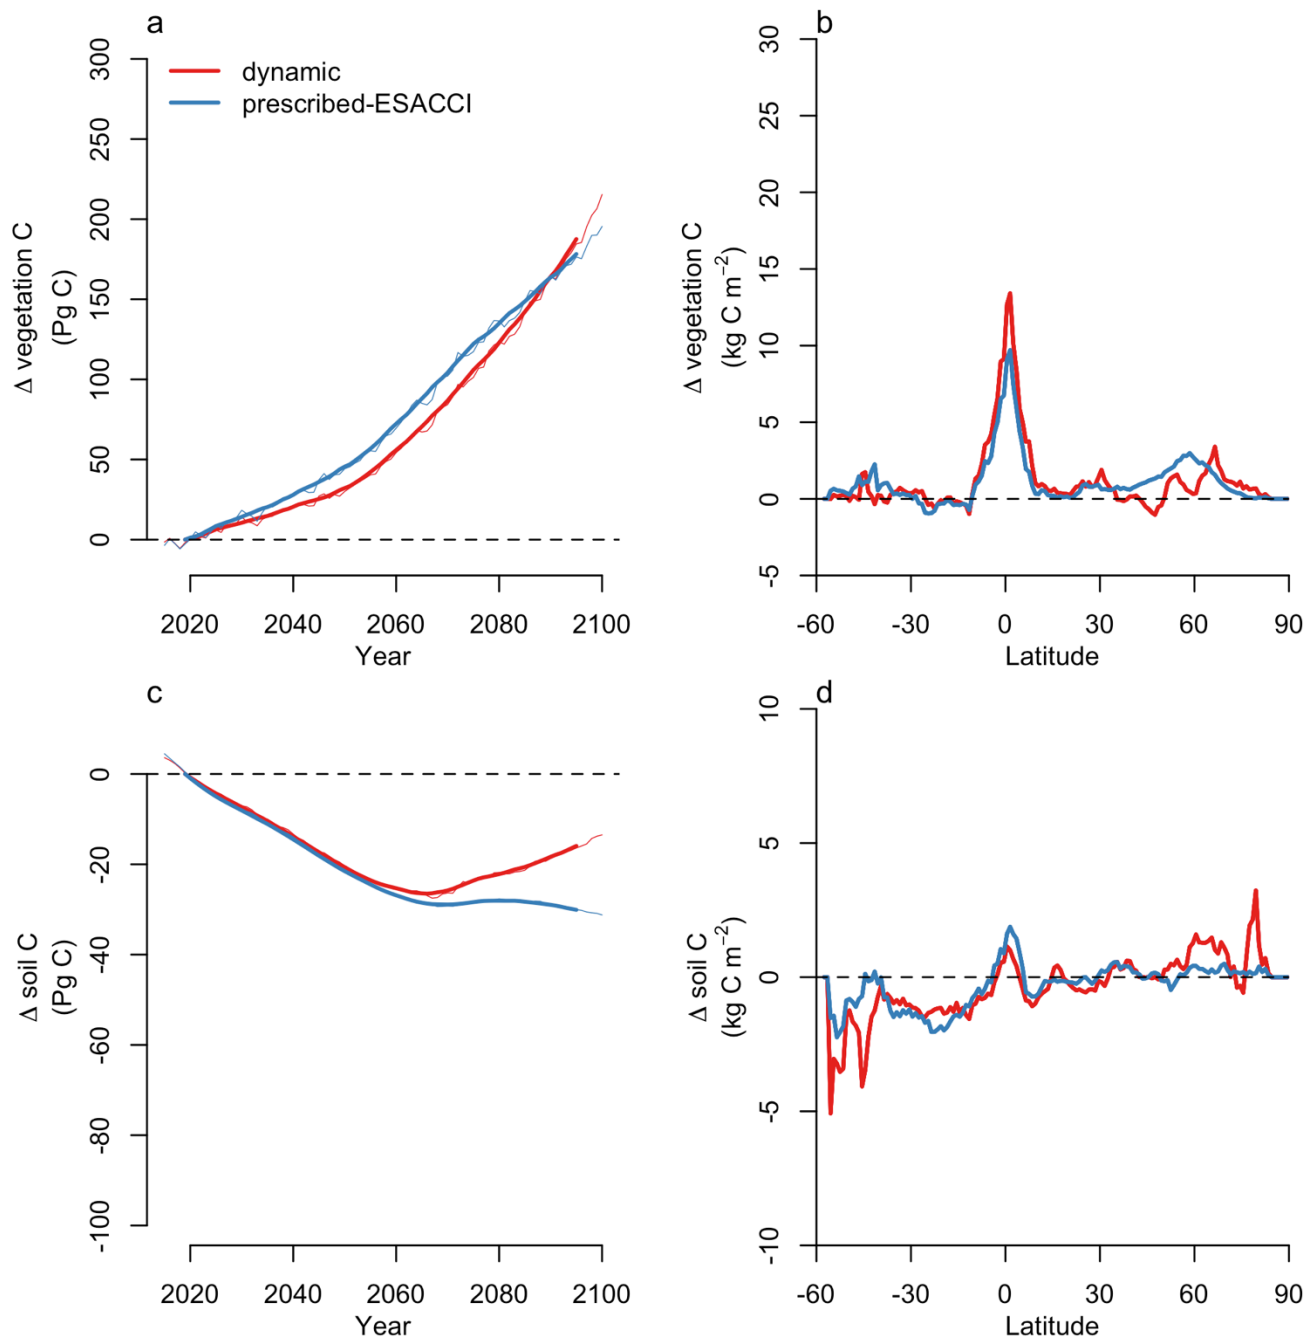 a
dynamic
prescribed-ESACCI
Δ vegetation C
(Pg C)
300
250
200
150
100
50
0
2020 2040 2060 2080 2100
Year
b
Δ vegetation C
(kg C m⁻²)
30
25
20
15
10
5
0
-5
-60 -30 0 30 60 90
Latitude
c
Δ soil C
(Pg C)
0
-20
-40
-60
-80
-100
2020 2040 2060 2080 2100
Year
d
Δ soil C
(kg C m⁻²)
10
5
0
-5
-10
-60 -30 0 30 60 90
Latitude